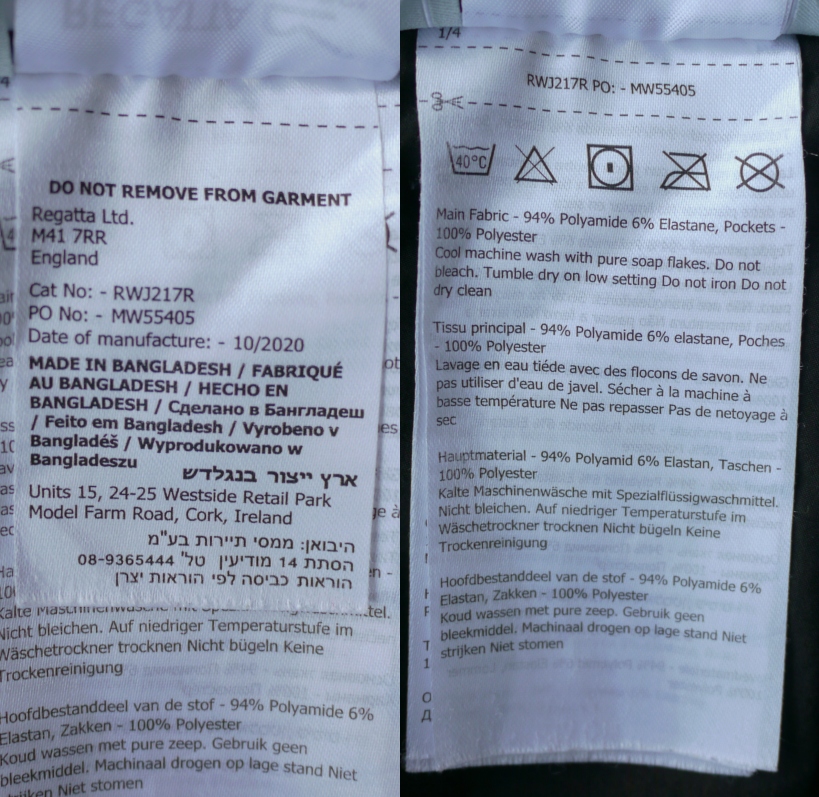 REGATTA
DO NOT REMOVE FROM GARMENT
Regatta Ltd.
M41 7RR
England
Cat No: - RWJ217R
PO No: - MW55405
Date of manufacture: - 10/2020
MADE IN BANGLADESH / FABRIQUÉ
AU BANGLADESH / HECHO EN
BANGLADESH / Сделано в Бангладеш
/ Feito em Bangladesh / Vyrobeno v
Bangladéš / Wyprodukowano w
Bangladeszu
ארץ ייצור בנגלדש
Units 15, 24-25 Westside Retail Park
Model Farm Road, Cork, Ireland
היבואן: ממסי תיירות בע"מ
הסתת 14 מודיעין טל' 08-9365444
הוראות כביסה לפי הוראות יצרן
Kalte Maschinenwäsche mit
Nicht bleichen. Auf niedriger Temperaturstufe im
Wäschetrockner trocknen Nicht bügeln Keine
Trockenreinigung
Hoofdbestanddeel van de stof - 94% Polyamide 6%
Elastan, Zakken - 100% Polyester
Koud wassen met pure zeep. Gebruik geen
bleekmiddel. Machinaal drogen op lage stand Niet
strijken Niet stomen
1/4
RWJ217R PO: - MW55405
40°C
Main Fabric - 94% Polyamide 6% Elastane, Pockets -
100% Polyester
Cool machine wash with pure soap flakes. Do not
bleach. Tumble dry on low setting Do not iron Do not
dry clean
Tissu principal - 94% Polyamide 6% elastane, Poches
- 100% Polyester
Lavage en eau tiéde avec des flocons de savon. Ne
pas utiliser d'eau de javel. Sécher à la machine à
basse température Ne pas repasser Pas de netoyage à
sec
Hauptmaterial - 94% Polyamid 6% Elastan, Taschen -
100% Polyester
Kalte Maschinenwäsche mit Spezialflüssigwaschmittel.
Nicht bleichen. Auf niedriger Temperaturstufe im
Wäschetrockner trocknen Nicht bügeln Keine
Trockenreinigung
Hoofdbestanddeel van de stof - 94% Polyamide 6%
Elastan, Zakken - 100% Polyester
Koud wassen met pure zeep. Gebruik geen
bleekmiddel. Machinaal drogen op lage stand Niet
strijken Niet stomen